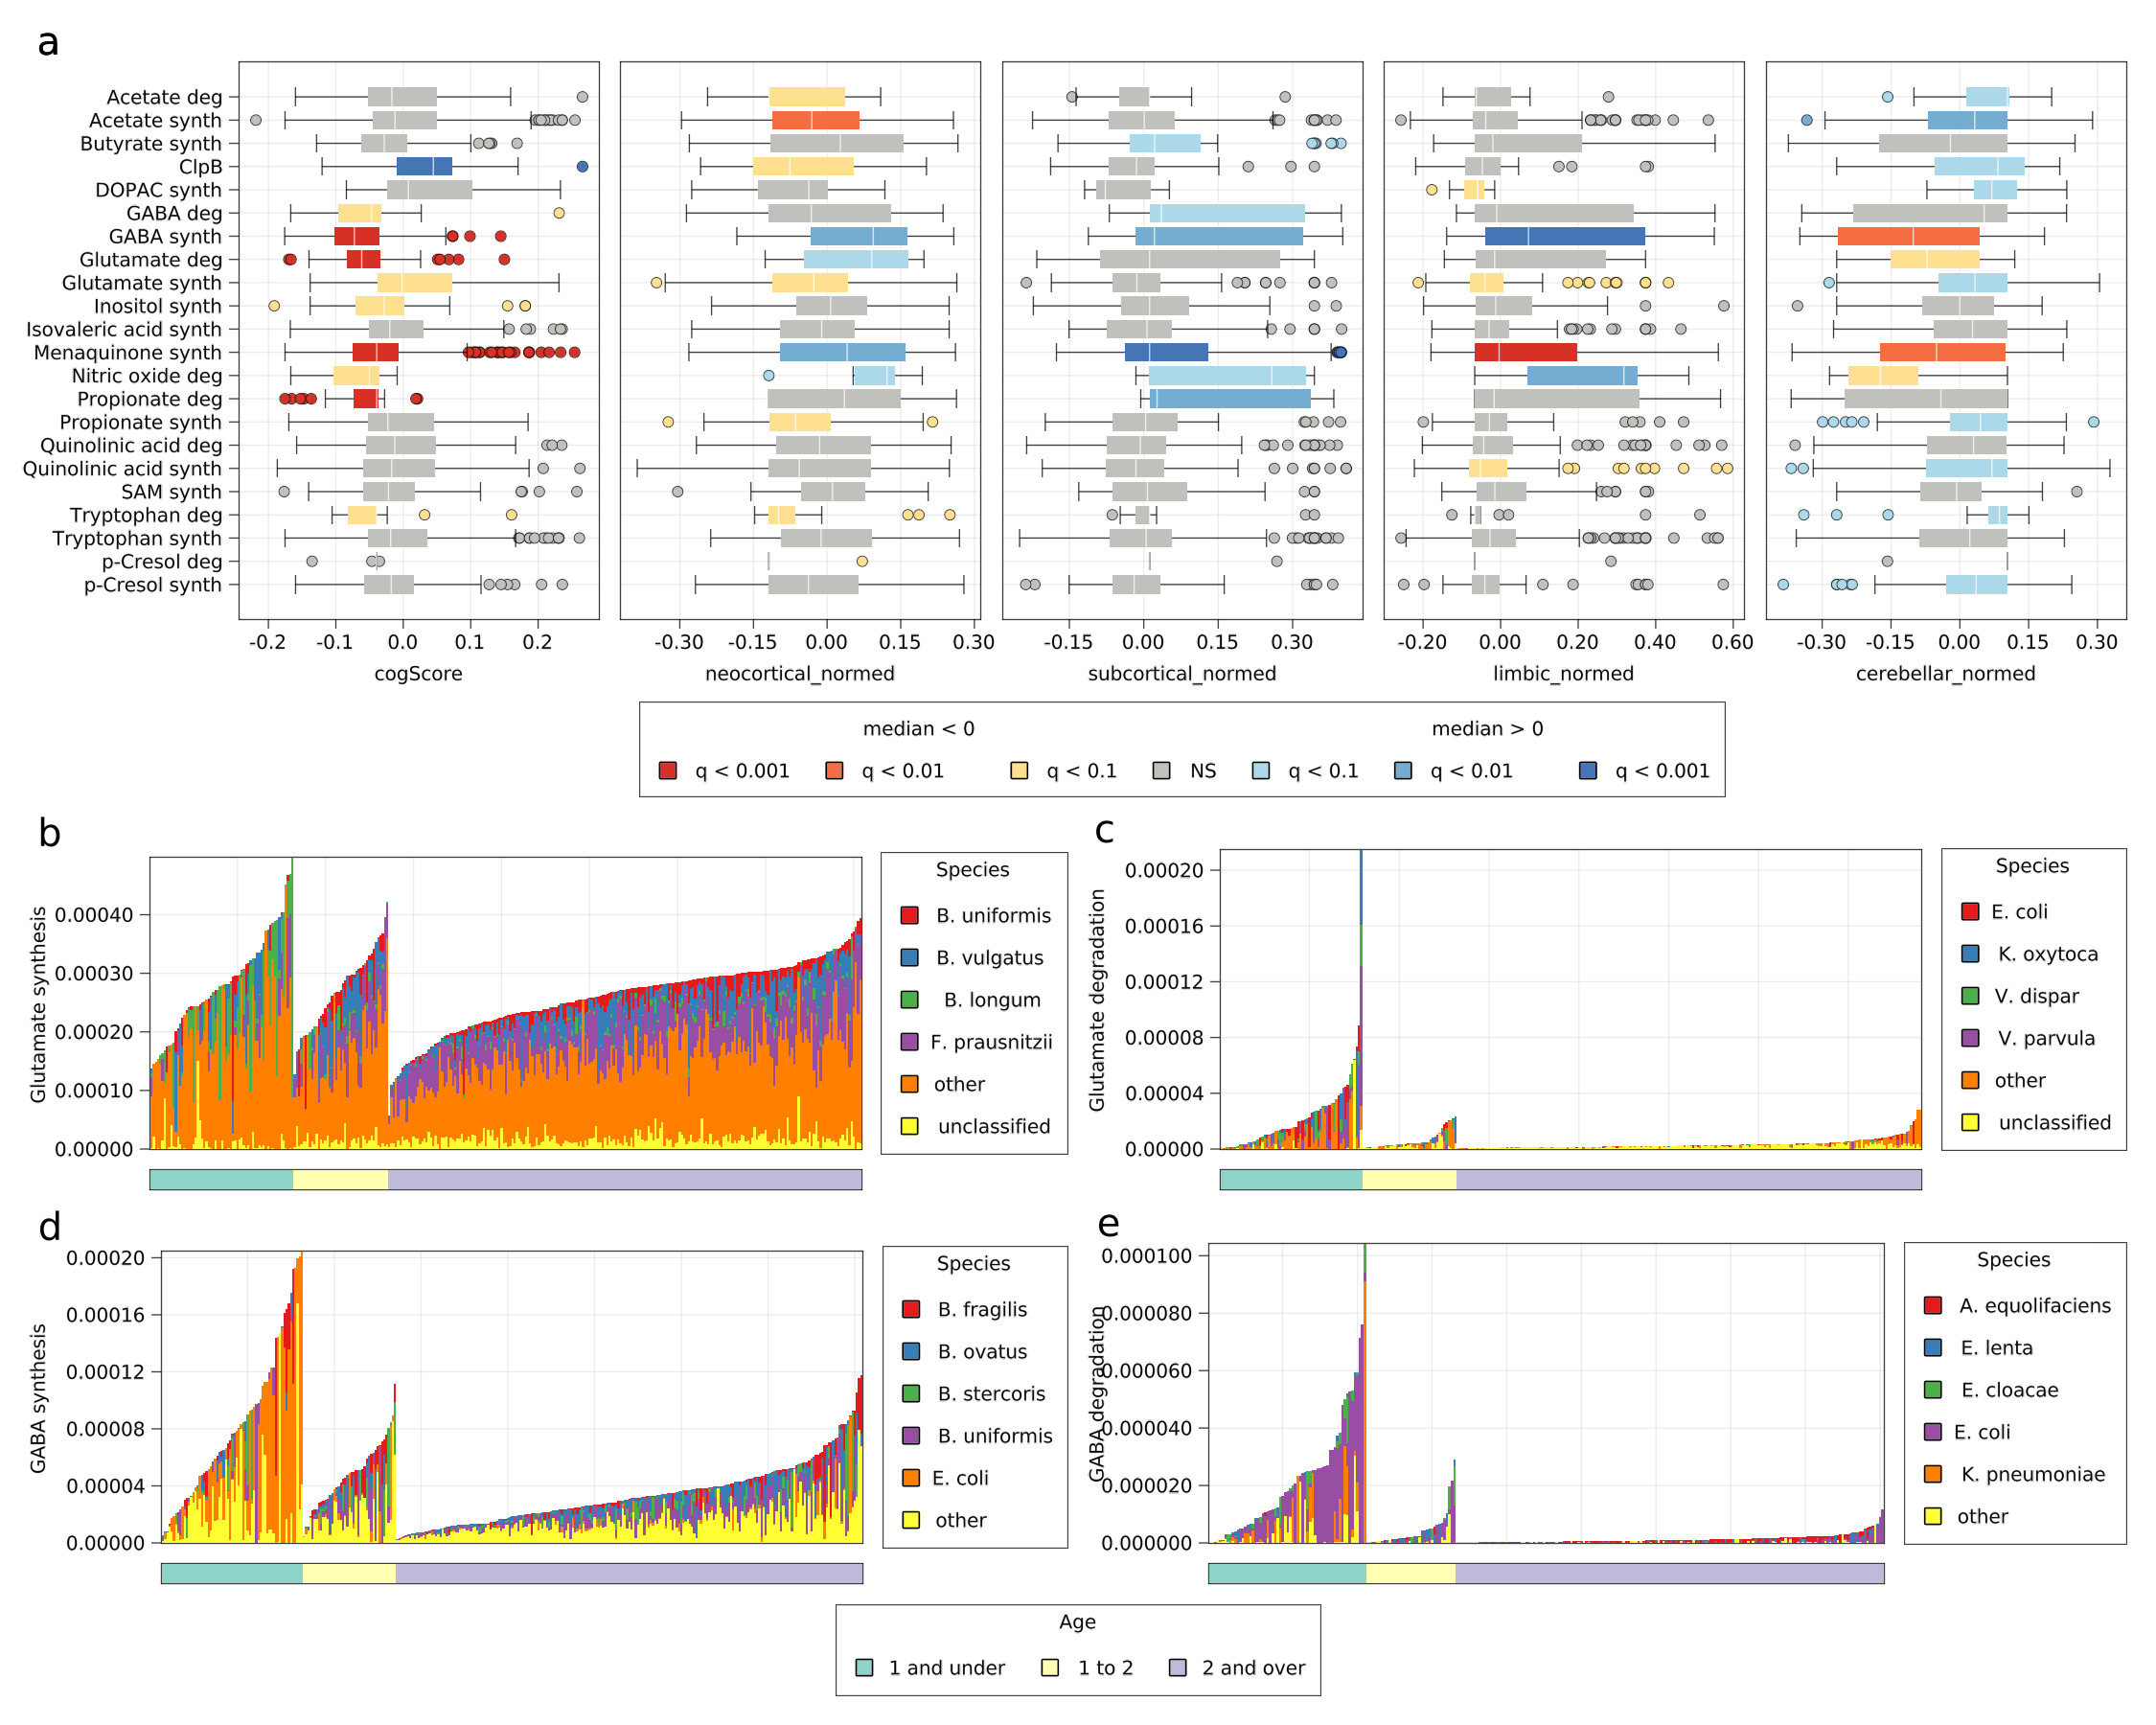 a
Acetate deg
Acetate synth
Butyrate synth
ClpB
DOPAC synth
GABA deg
GABA synth
Glutamate deg
Glutamate synth
Inositol synth
Isovaleric acid synth
Menaquinone synth
Nitric oxide deg
Propionate deg
Propionate synth
Quinolinic acid deg
Quinolinic acid synth
SAM synth
Tryptophan deg
Tryptophan synth
p-Cresol deg
p-Cresol synth
-0.2 -0.1 0.0 0.1 0.2
cogScore
-0.30 -0.15 0.00 0.15 0.30
neocortical_normed
-0.15 0.00 0.15 0.30
subcortical_normed
-0.20 0.00 0.20 0.40 0.60
limbic_normed
-0.30 -0.15 0.00 0.15 0.30
cerebellar_normed
median < 0 median > 0
q < 0.001 q < 0.01 q < 0.1 NS q < 0.1 q < 0.01 q < 0.001
b
Glutamate synthesis
0.00040
0.00030
0.00020
0.00010
0.00000
Species
B. uniformis
B. vulgatus
B. longum
F. prausnitzii
other
unclassified
c
Glutamate degradation
0.00020
0.00016
0.00012
0.00008
0.00004
0.00000
Species
E. coli
K. oxytoca
V. dispar
V. parvula
other
unclassified
d
GABA synthesis
0.00020
0.00016
0.00012
0.00008
0.00004
0.00000
Species
B. fragilis
B. ovatus
B. stercoris
B. uniformis
E. coli
other
e
GABA degradation
0.000100
0.000080
0.000060
0.000040
0.000020
0.000000
Species
A. equolifaciens
E. lenta
E. cloacae
E. coli
K. pneumoniae
other
Age
1 and under 1 to 2 2 and over